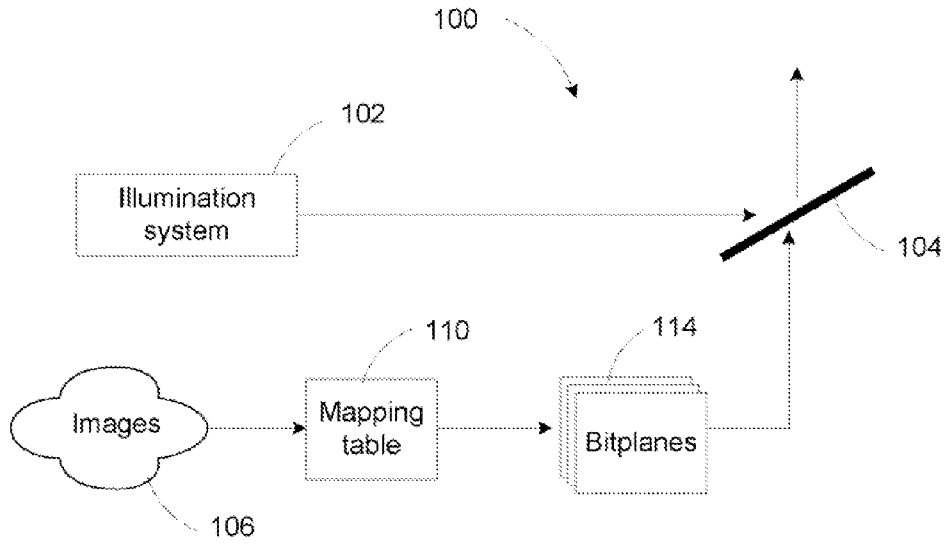 100
102
Illumination
system
104
110
114
Images
Mapping
table
Bitplanes
106